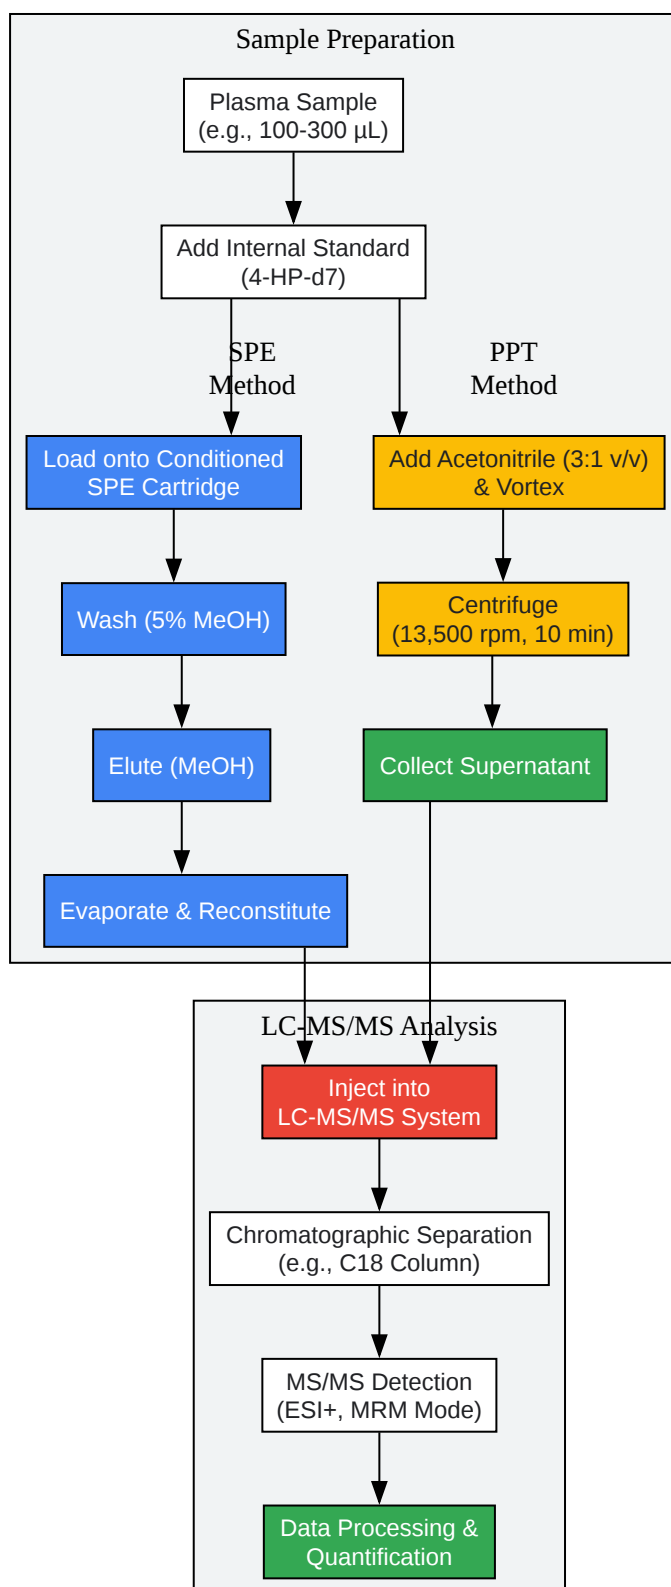 Sample Preparation
Plasma Sample
(e.g., 100-300 µL)
Add Internal Standard
(4-HP-d7)
SPE
Method
PPT
Method
Load onto Conditioned
SPE Cartridge
Add Acetonitrile (3:1 v/v)
& Vortex
Wash (5% MeOH)
Centrifuge
(13,500 rpm, 10 min)
Elute (MeOH)
Collect Supernatant
Evaporate & Reconstitute
LC-MS/MS Analysis
Inject into
LC-MS/MS System
Chromatographic Separation
(e.g., C18 Column)
MS/MS Detection
(ESI+, MRM Mode)
Data Processing &
Quantification